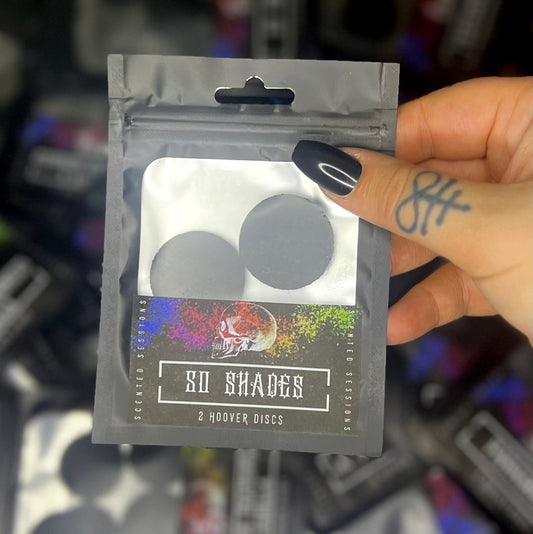 SCENTED SESSIONS
SO SHADES
2 HOOVER DISCS